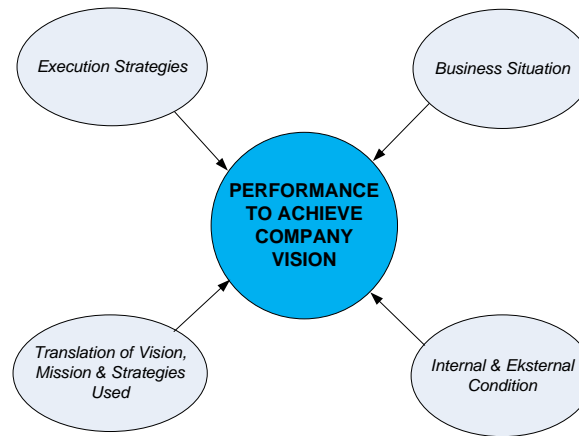 Execution Strategies
Business Situation
PERFORMANCE
TO ACHIEVE
COMPANY
VISION
Translation of Vision,
Mission & Strategies
Used
Internal & Eksternal
Condition